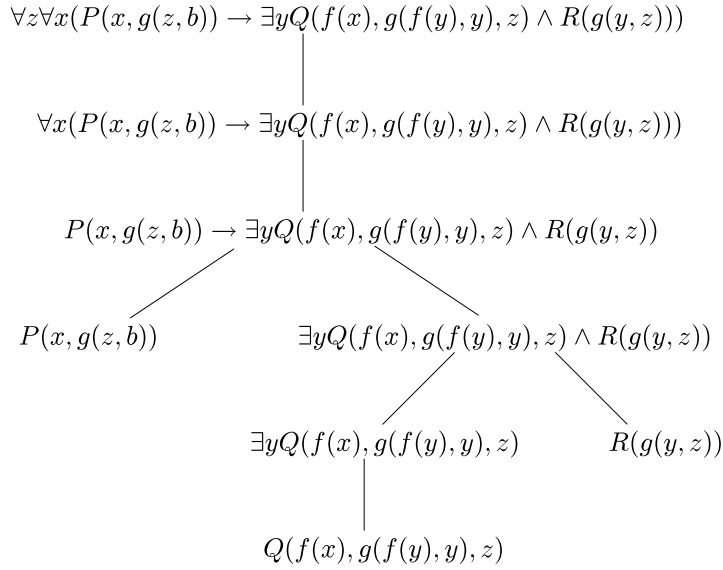 ∀z∀x(P(x, g(z, b)) → ∃yQ(f(x), g(f(y), y), z) ∧ R(g(y, z)))
∀x(P(x, g(z, b)) → ∃yQ(f(x), g(f(y), y), z) ∧ R(g(y, z)))
P(x, g(z, b)) → ∃yQ(f(x), g(f(y), y), z) ∧ R(g(y, z))
P(x, g(z, b))
∃yQ(f(x), g(f(y), y), z) ∧ R(g(y, z))
∃yQ(f(x), g(f(y), y), z)
R(g(y, z))
Q(f(x), g(f(y), y), z)